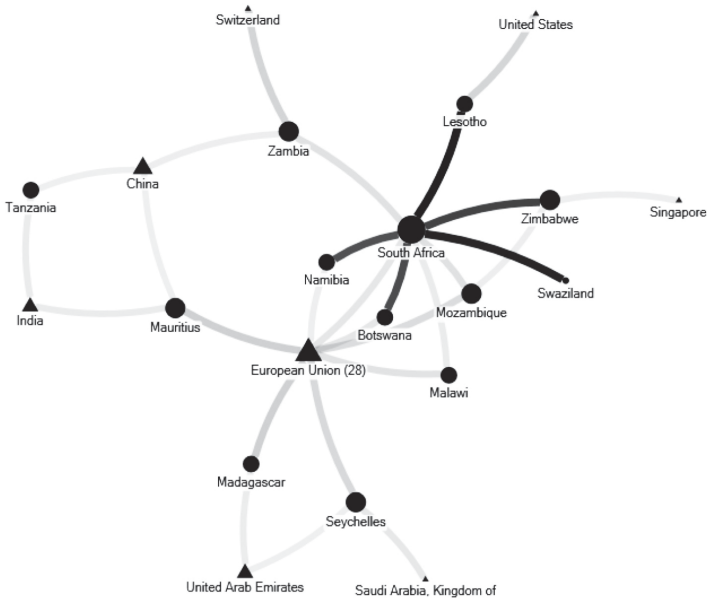 Switzerland
United States
Lesotho
Zambia
China
Tanzania
Zimbabwe
Singapore
South Africa
Namibia
Swaziland
Mozambique
India
Mauritius
Botswana
European Union (28)
Malawi
Madagascar
Seychelles
United Arab Emirates
Saudi Arabia, Kingdom of